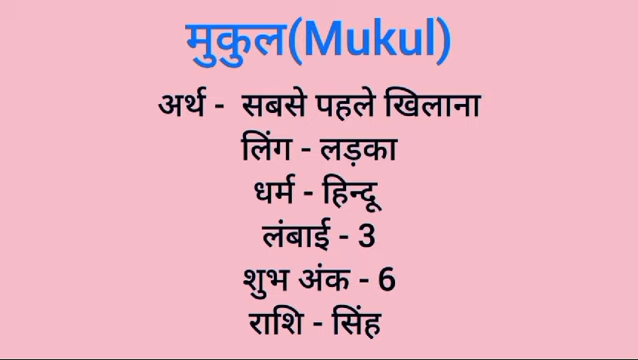 मुकुल(Mukul)
अर्थ - सबसे पहले खिलाना
लिंग - लड़का
धर्म - हिन्दू
लंबाई - 3
शुभ अंक - 6
राशि - सिंह